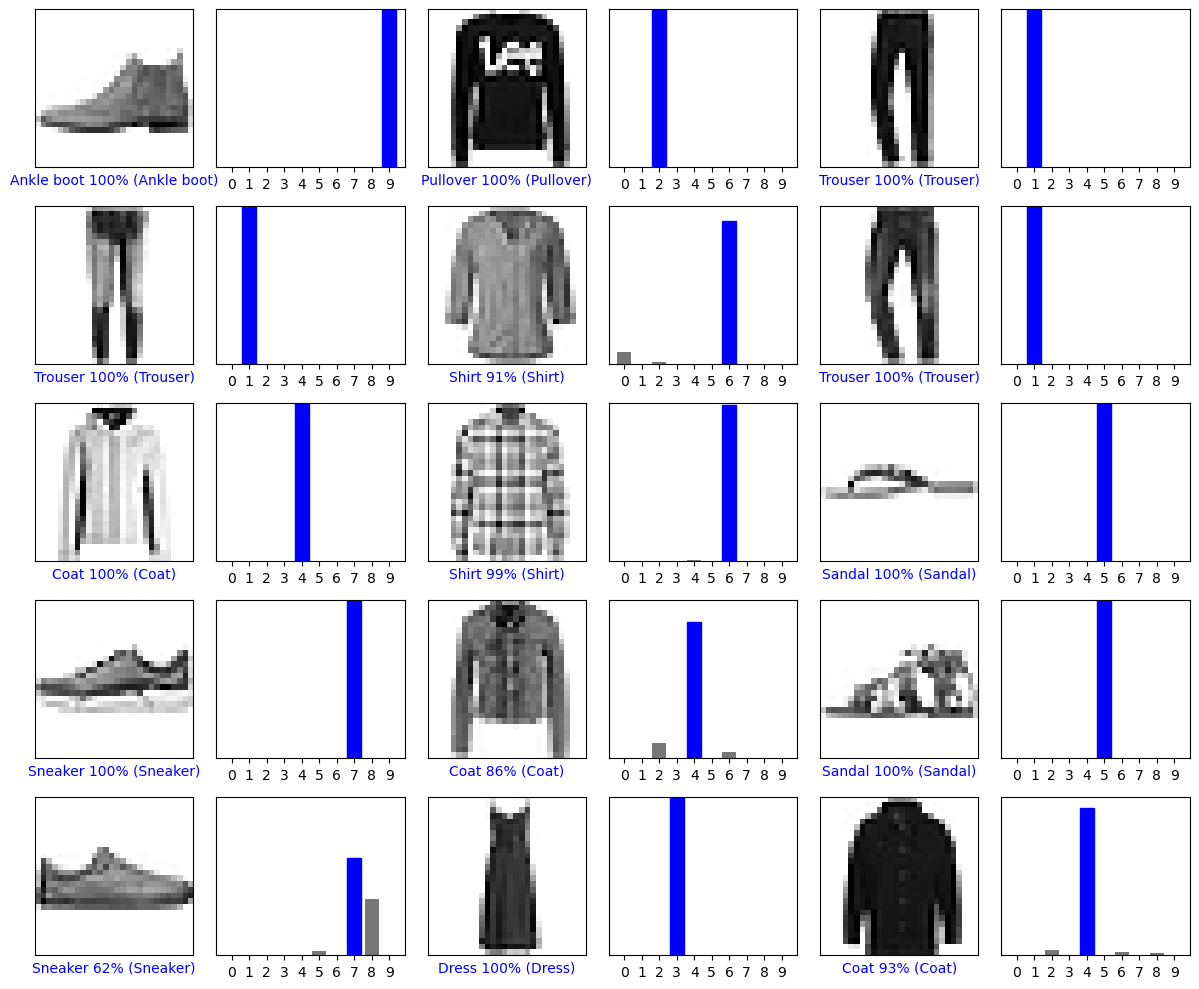 Lee
0 1 2 3 4 5 6 7 8 9 0 1 2 3 4 5 6 7 8 9 0 1 2 3 4 5 6 7 8 9
Ankle boot 100% (Ankle boot) Pullover 100% (Pullover) Trouser 100% (Trouser)
0 1 2 3 4 5 6 7 8 9 0 1 2 3 4 5 6 7 8 9 0 1 2 3 4 5 6 7 8 9
Trouser 100% (Trouser) Shirt 91% (Shirt) Trouser 100% (Trouser)
0 1 2 3 4 5 6 7 8 9 0 1 2 3 4 5 6 7 8 9 0 1 2 3 4 5 6 7 8 9
Coat 100% (Coat) Shirt 99% (Shirt) Sandal 100% (Sandal)
0 1 2 3 4 5 6 7 8 9 0 1 2 3 4 5 6 7 8 9 0 1 2 3 4 5 6 7 8 9
Sneaker 100% (Sneaker) Coat 86% (Coat) Sandal 100% (Sandal)
0 1 2 3 4 5 6 7 8 9 0 1 2 3 4 5 6 7 8 9 0 1 2 3 4 5 6 7 8 9
Sneaker 62% (Sneaker) Dress 100% (Dress) Coat 93% (Coat)